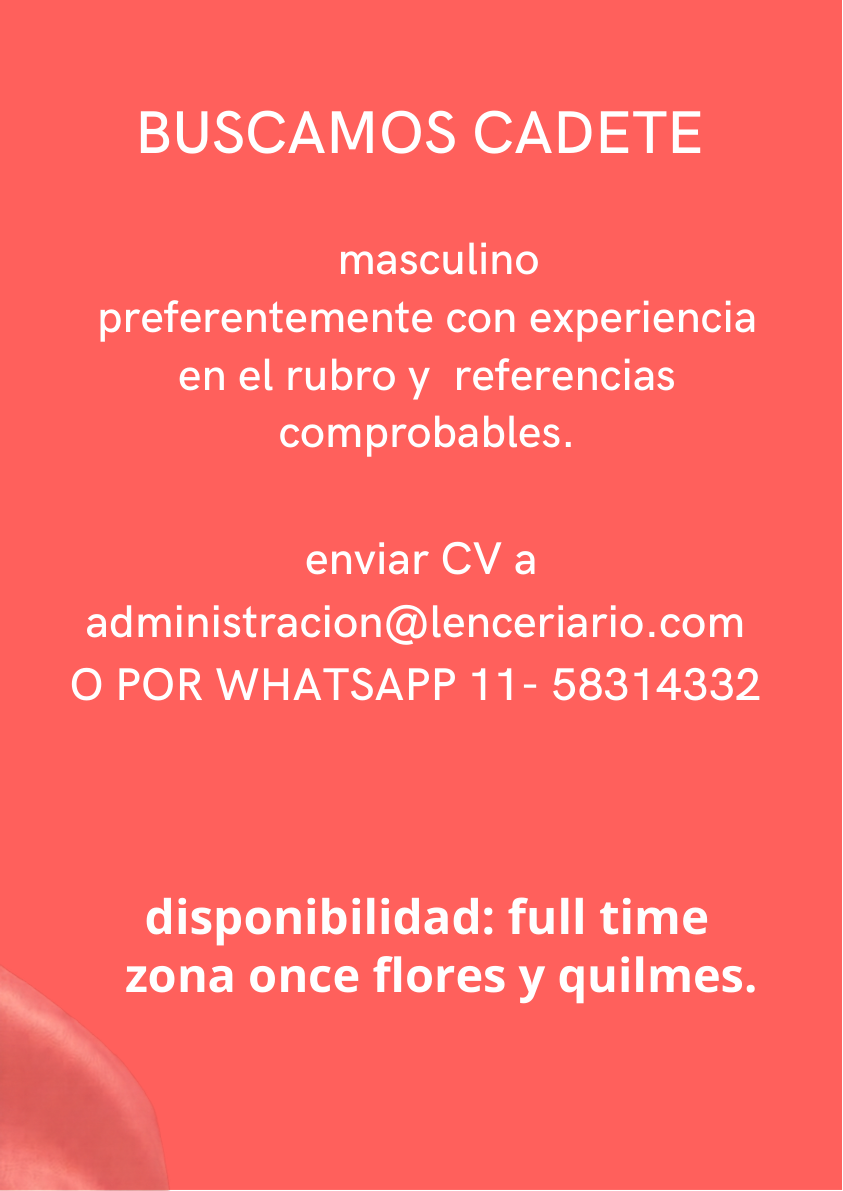 BUSCAMOS CADETE
masculino
preferentemente con experiencia
en el rubro y  referencias
comprobables.
enviar CV a
administracion@lenceriario.com
O POR WHATSAPP 11- 58314332
disponibilidad: full time
zona once flores y quilmes.